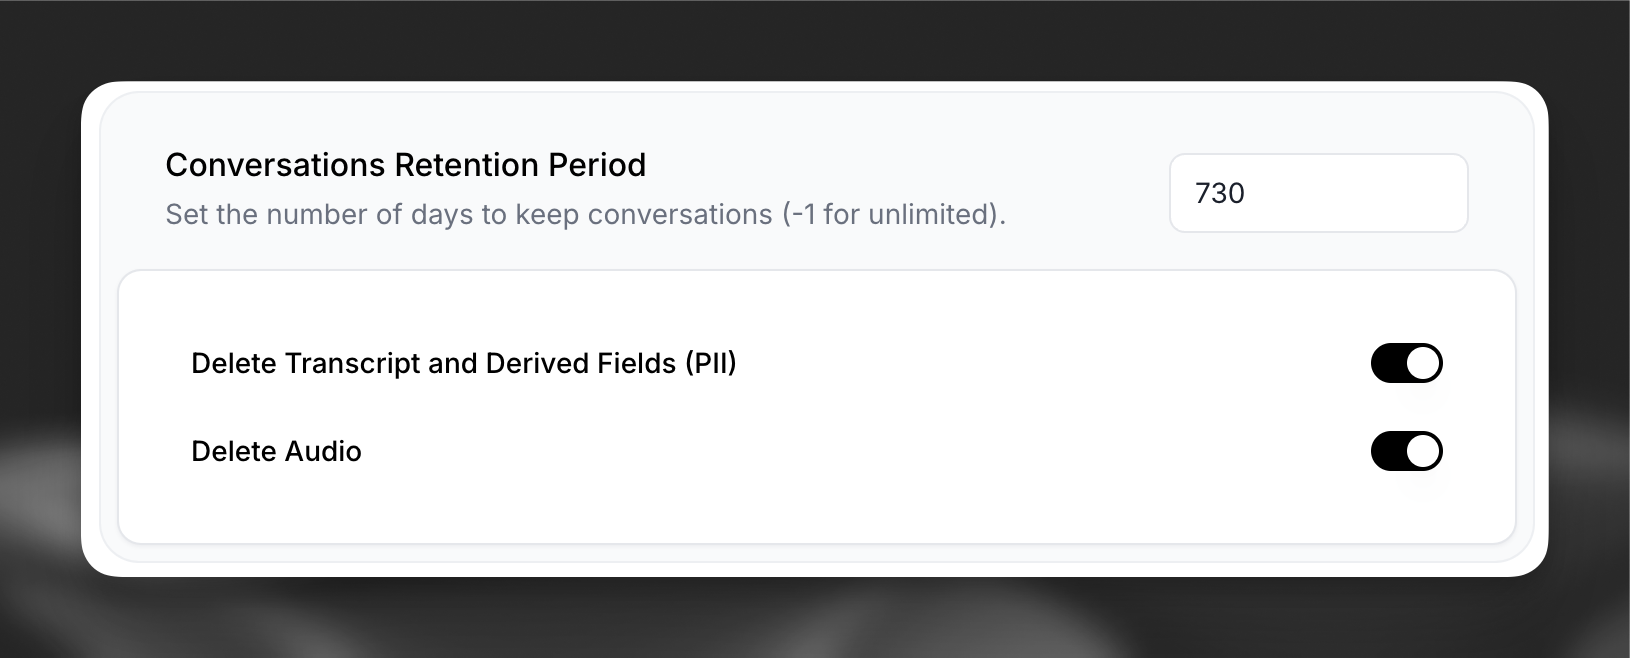 Conversations Retention Period
Set the number of days to keep conversations (-1 for unlimited).
730
Delete Transcript and Derived Fields (PII)
Delete Audio